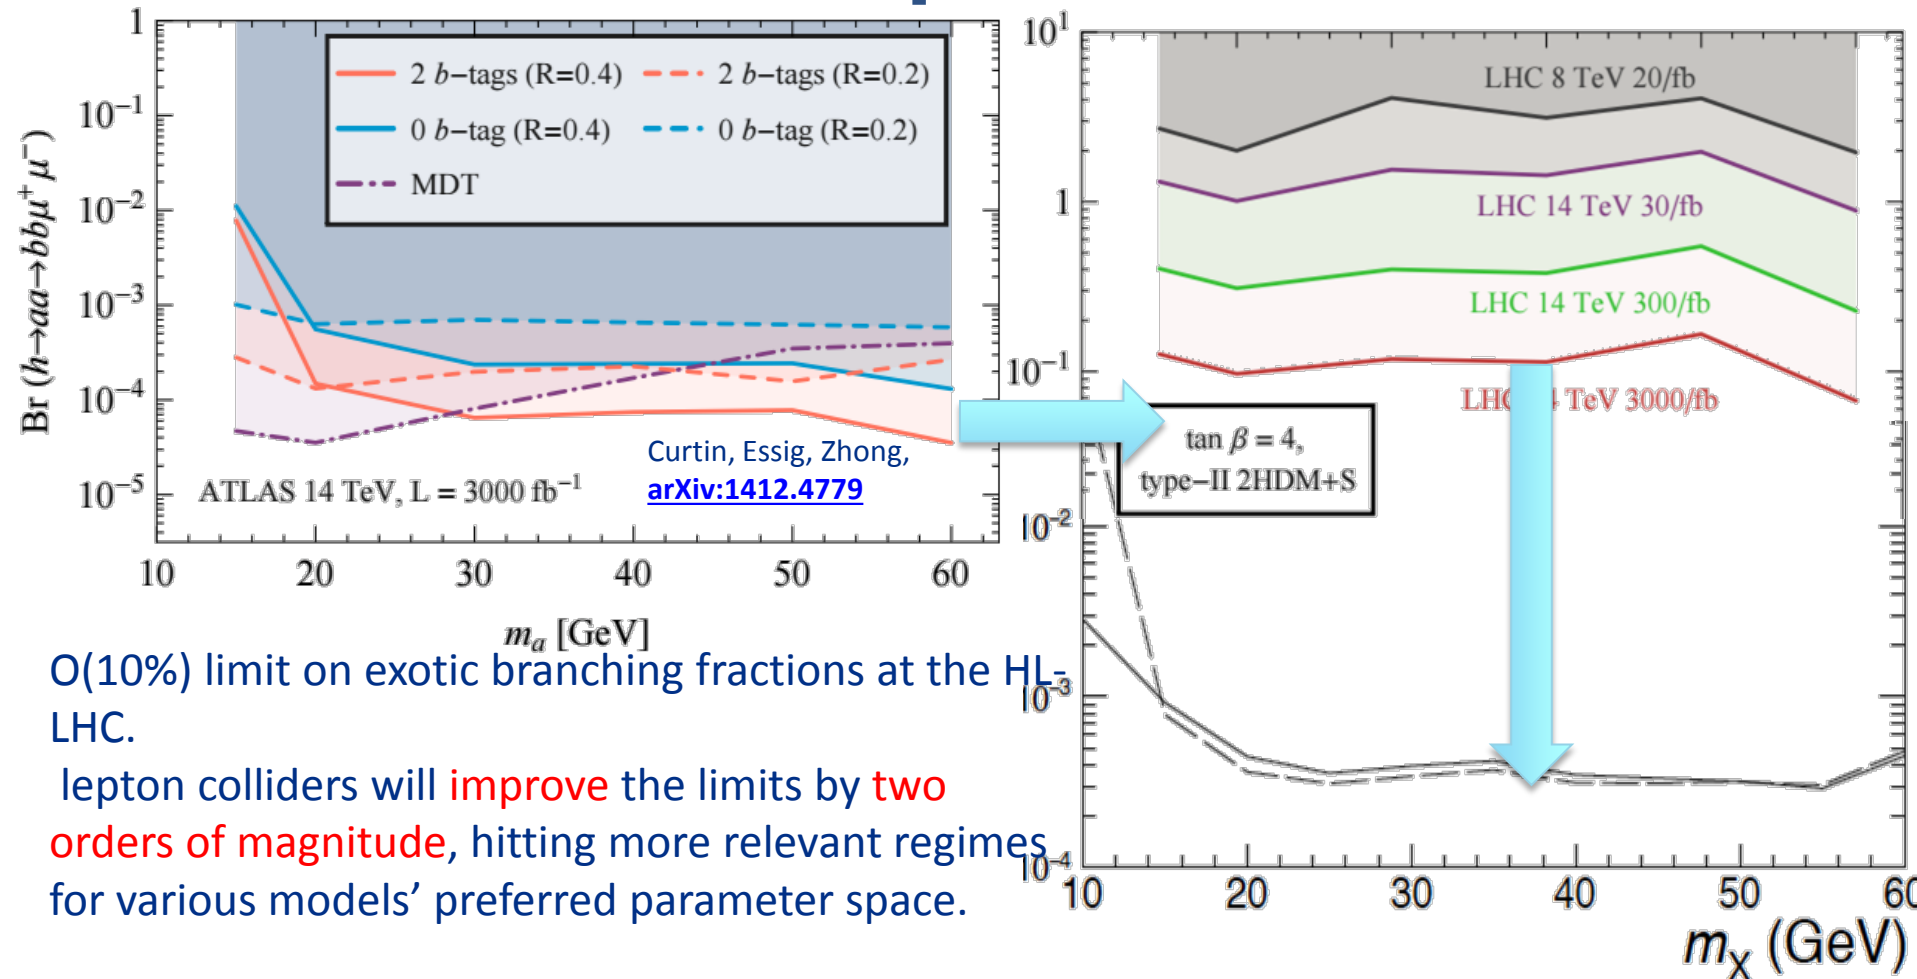 1
10⁻¹
10⁻²
10⁻³
10⁻⁴
10⁻⁵
Br (h→aa→bbμ⁺ μ⁻)
2 b−tags (R=0.4)
2 b−tags (R=0.2)
0 b−tag (R=0.4)
0 b−tag (R=0.2)
MDT
Curtin, Essig, Zhong,
arXiv:1412.4779
ATLAS 14 TeV, L = 3000 fb⁻¹
10 20 30 40 50 60
mₐ [GeV]
10¹
1
10⁻¹
10⁻²
10⁻³
10⁻⁴
LHC 8 TeV 20/fb
LHC 14 TeV 30/fb
LHC 14 TeV 300/fb
TeV 3000/fb
tan β = 4,
type−II 2HDM+S
10 20 30 40 50 60
m_X (GeV)
O(10%) limit on exotic branching fractions at the HL-
LHC.
lepton colliders will improve the limits by two
orders of magnitude, hitting more relevant regimes
for various models’ preferred parameter space.